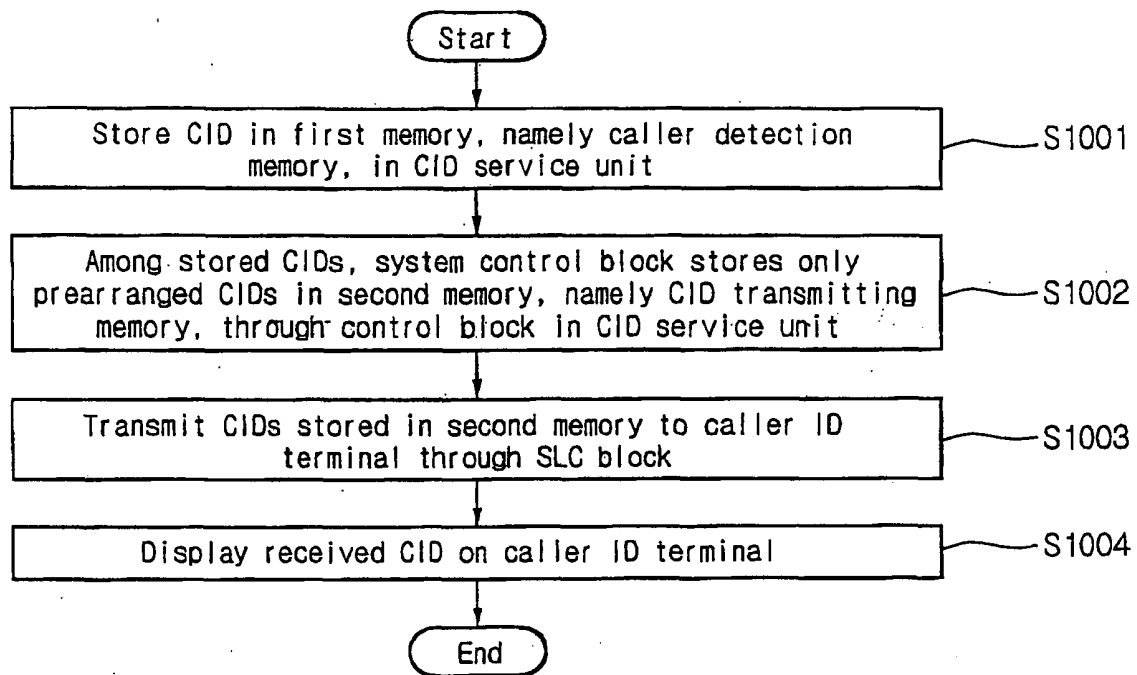 Start
Store CID in first memory, namely caller detection
memory, in CID service unit
S1001
Among stored CIDs, system control block stores only
prearranged CIDs in second memory, namely CID transmitting
memory, through control block in CID service unit
S1002
Transmit CIDs stored in second memory to caller ID
terminal through SLC block
S1003
Display received CID on caller ID terminal
S1004
End